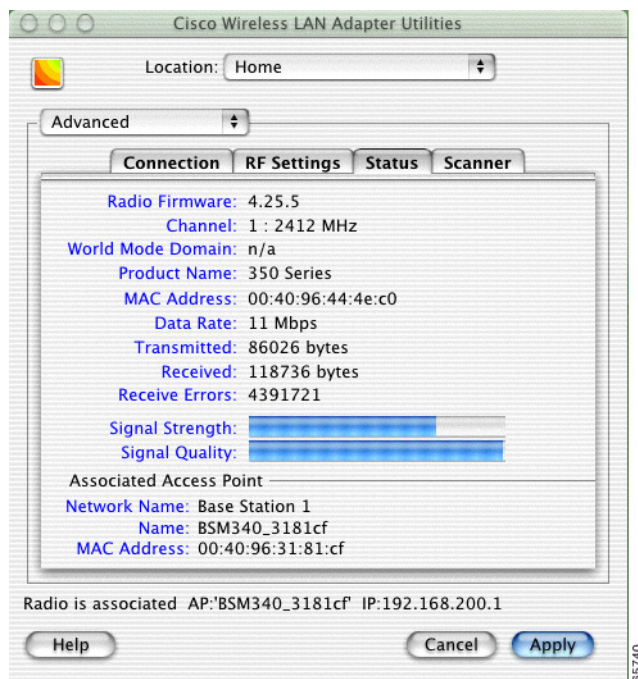 Cisco Wireless LAN Adapter Utilities
Location: Home
Advanced
Connection RF Settings Status Scanner
Radio Firmware: 4.25.5
Channel: 1 : 2412 MHz
World Mode Domain: n/a
Product Name: 350 Series
MAC Address: 00:40:96:44:4e:c0
Data Rate: 11 Mbps
Transmitted: 86026 bytes
Received: 118736 bytes
Receive Errors: 4391721
Signal Strength:
Signal Quality:
Associated Access Point
Network Name: Base Station 1
Name: BSM340_3181cf
MAC Address: 00:40:96:31:81:cf
Radio is associated AP:'BSM340_3181cf' IP:192.168.200.1
Help Cancel Apply